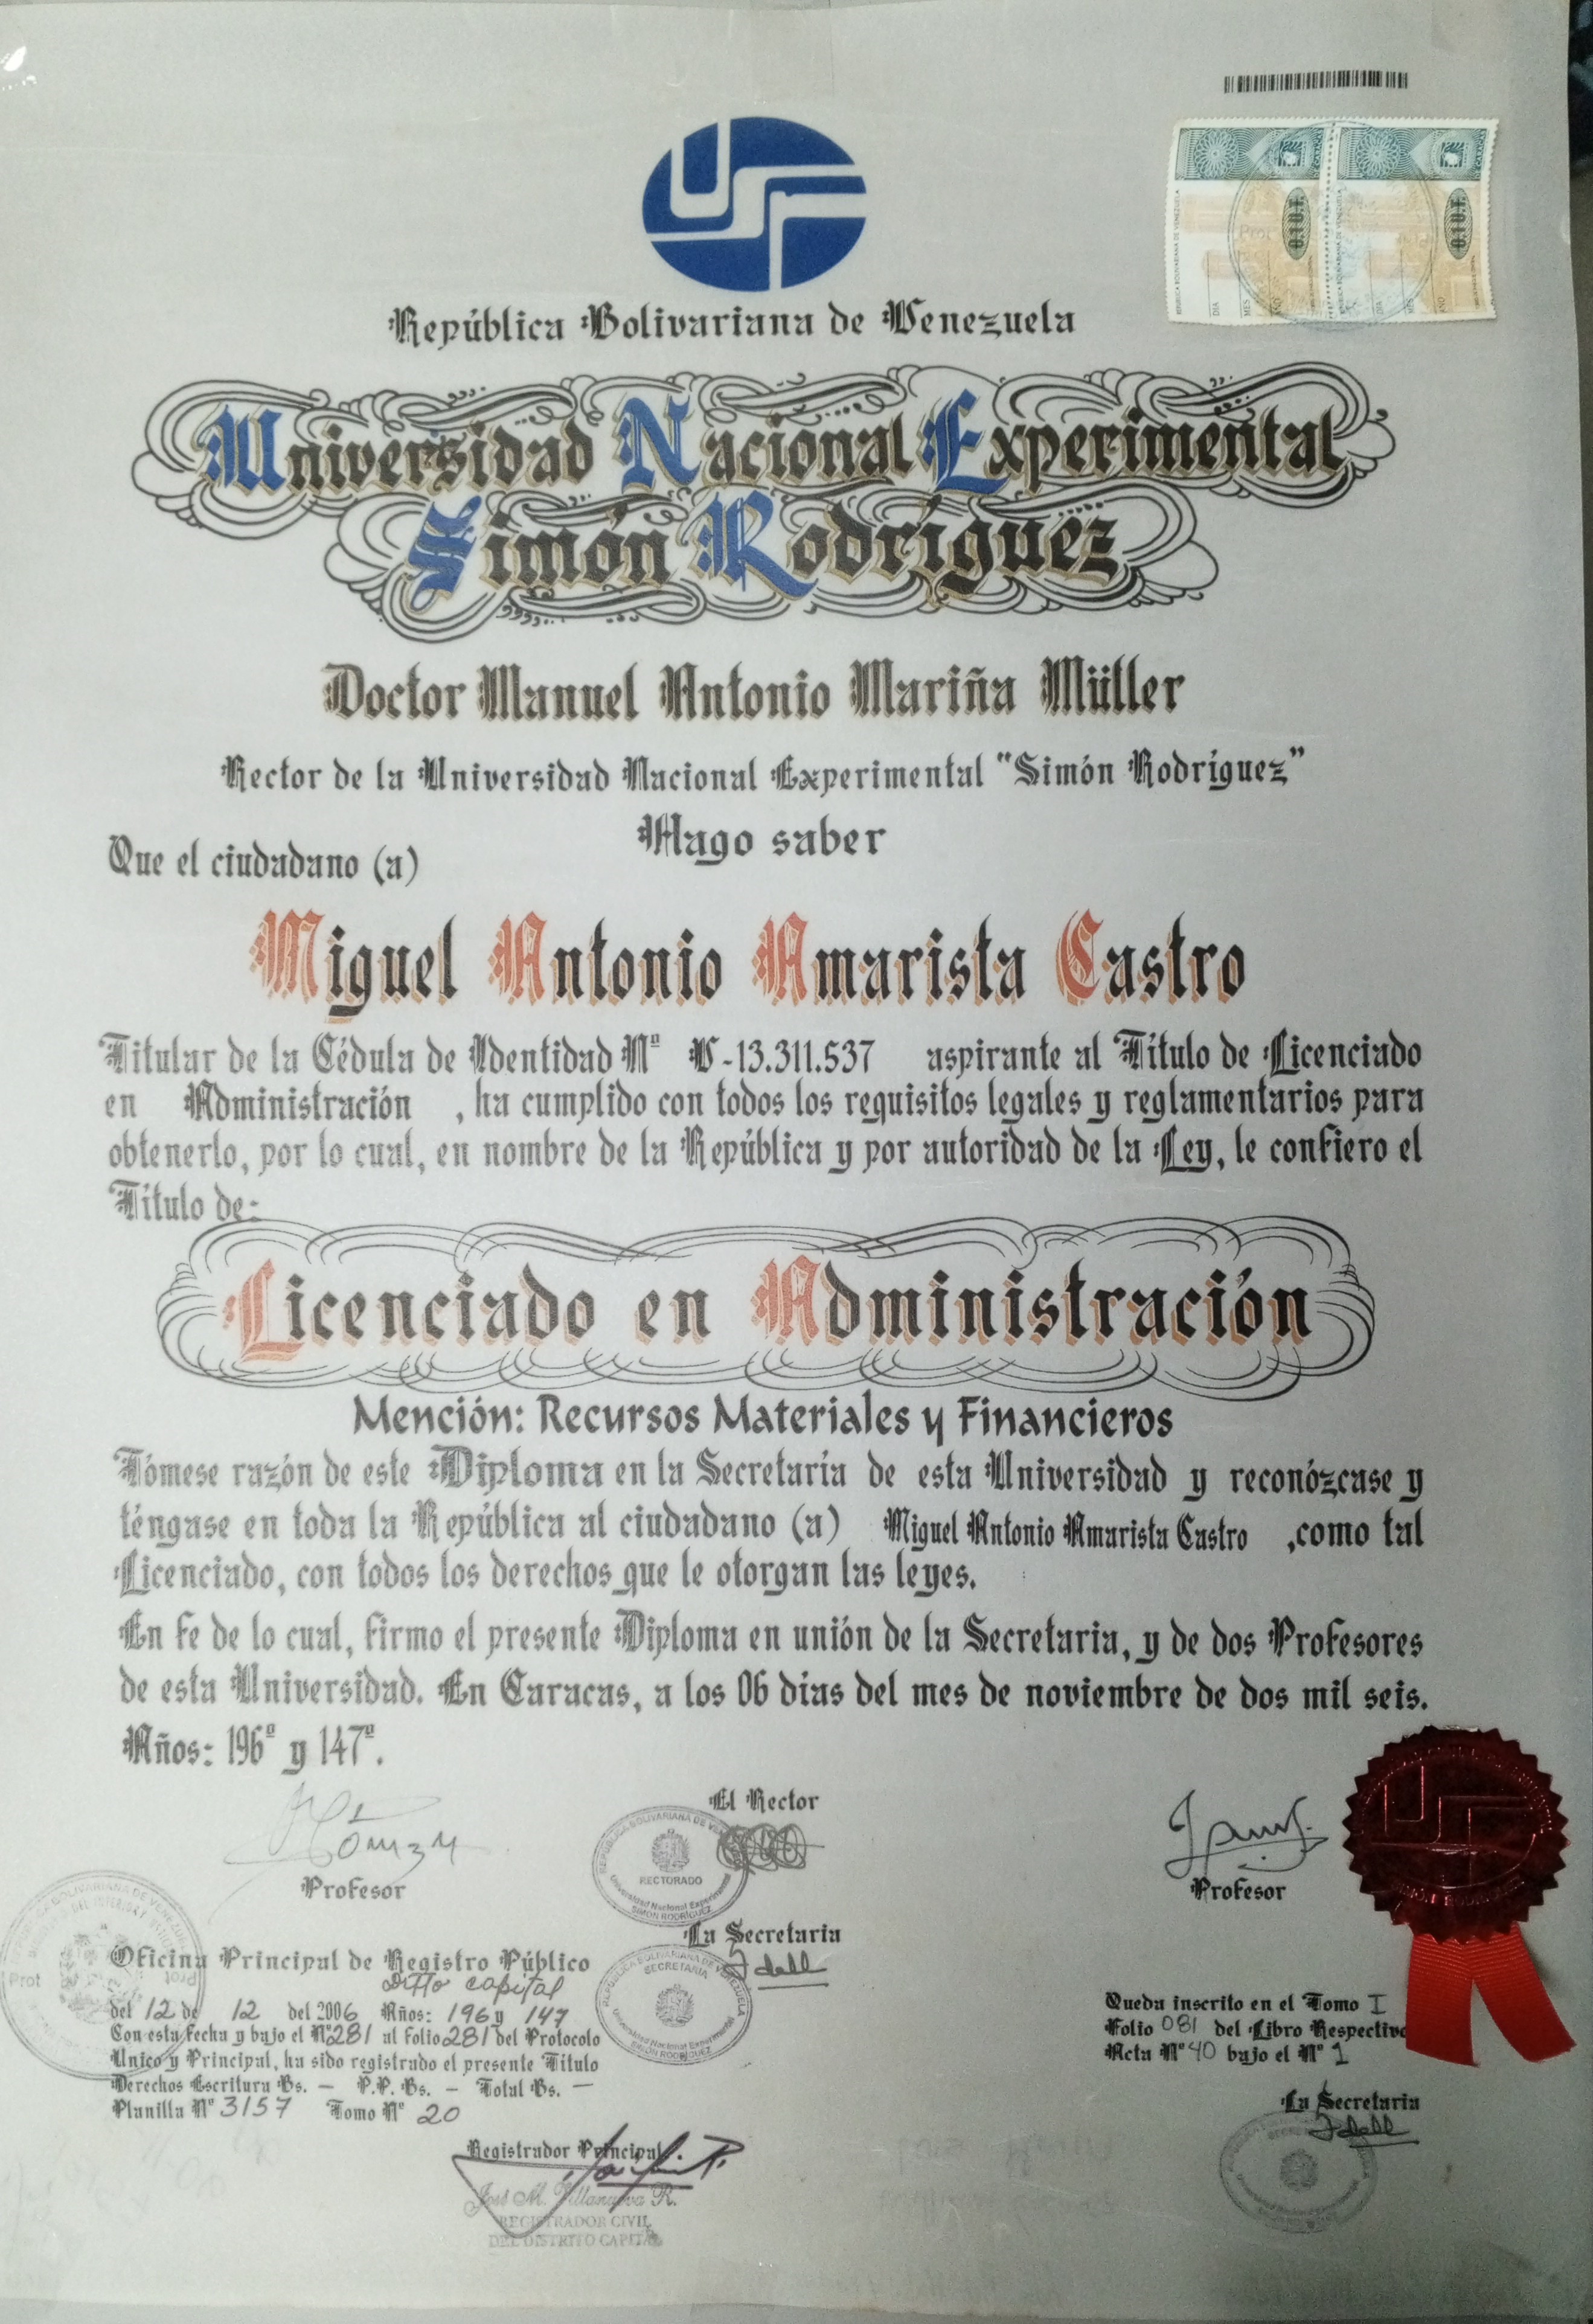 República Bolivariana de Venezuela
Universidad Nacional Experimental
Simón Rodríguez
Doctor Manuel Antonio Mariña Müller
Rector de la Universidad Nacional Experimental "Simón Rodríguez"
Hago saber
Que el ciudadano (a)
Miguel Antonio Amarista Castro
Titular de la Cédula de Identidad Nº V-13.311.537 aspirante al Título de Licenciado
en Administración , ha cumplido con todos los requisitos legales y reglamentarios para
obtenerlo, por lo cual, en nombre de la República y por autoridad de la Ley, le confiero el
Título de:
Licenciado en Administración
Mención: Recursos Materiales y Financieros
Tómese razón de este Diploma en la Secretaría de esta Universidad y reconózcase y
téngase en toda la República al ciudadano (a) Miguel Antonio Amarista Castro ,como tal
Licenciado, con todos los derechos que le otorgan las leyes.
En fe de lo cual, firmo el presente Diploma en unión de la Secretaria, y de dos Profesores
de esta Universidad. En Caracas, a los 06 días del mes de noviembre de dos mil seis.
Años: 196º y 147º.
El Rector
Profesor
RECTORADO
Universidad Nacional Experimental
SIMÓN RODRÍGUEZ
Profesor
La Secretaria
REPÚBLICA BOLIVARIANA DE VENEZUELA
SECRETARIA
Universidad Nacional Experimental
SIMÓN RODRÍGUEZ
Oficina Principal de Registro Público
Dtto capital
del 12 de 12 del 2006 Años: 196 y 147
Con esta fecha y bajo el Nº 281 al folio 281 del Protocolo
Único y Principal, ha sido registrado el presente Título
Derechos Escritura Bs. — P.P. Bs. — Total Bs. —
Planilla Nº 3157 Tomo Nº 20
Registrador Principal
José M. Villanueva R.
REGISTRADOR CIVIL
DEL DISTRITO CAPITAL
Queda inscrito en el Tomo I
Folio 081 del Libro Respectivo
Acta Nº 40 bajo el Nº 1
La Secretaria